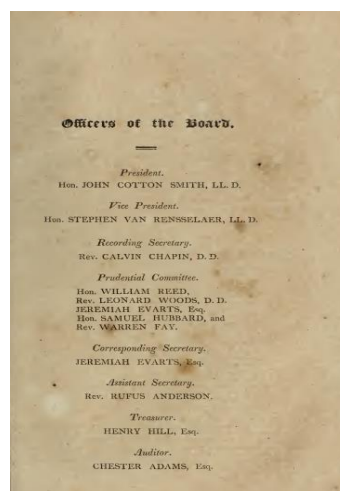 Officers of the Board.
President.
Hon. JOHN COTTON SMITH, LL. D.
Vice President.
Hon. STEPHEN VAN RENSSELAER, LL. D.
Recording Secretary.
Rev. CALVIN CHAPIN, D. D.
Prudential Committee.
Hon. WILLIAM REED,
Rev. LEONARD WOODS, D. D.
JEREMIAH EVARTS, Esq.
Hon. SAMUEL HUBBARD, and
Rev. WARREN FAY.
Corresponding Secretary.
JEREMIAH EVARTS, Esq.
Assistant Secretary.
Rev. RUFUS ANDERSON.
Treasurer.
HENRY HILL, Esq.
Auditor.
CHESTER ADAMS, Esq.